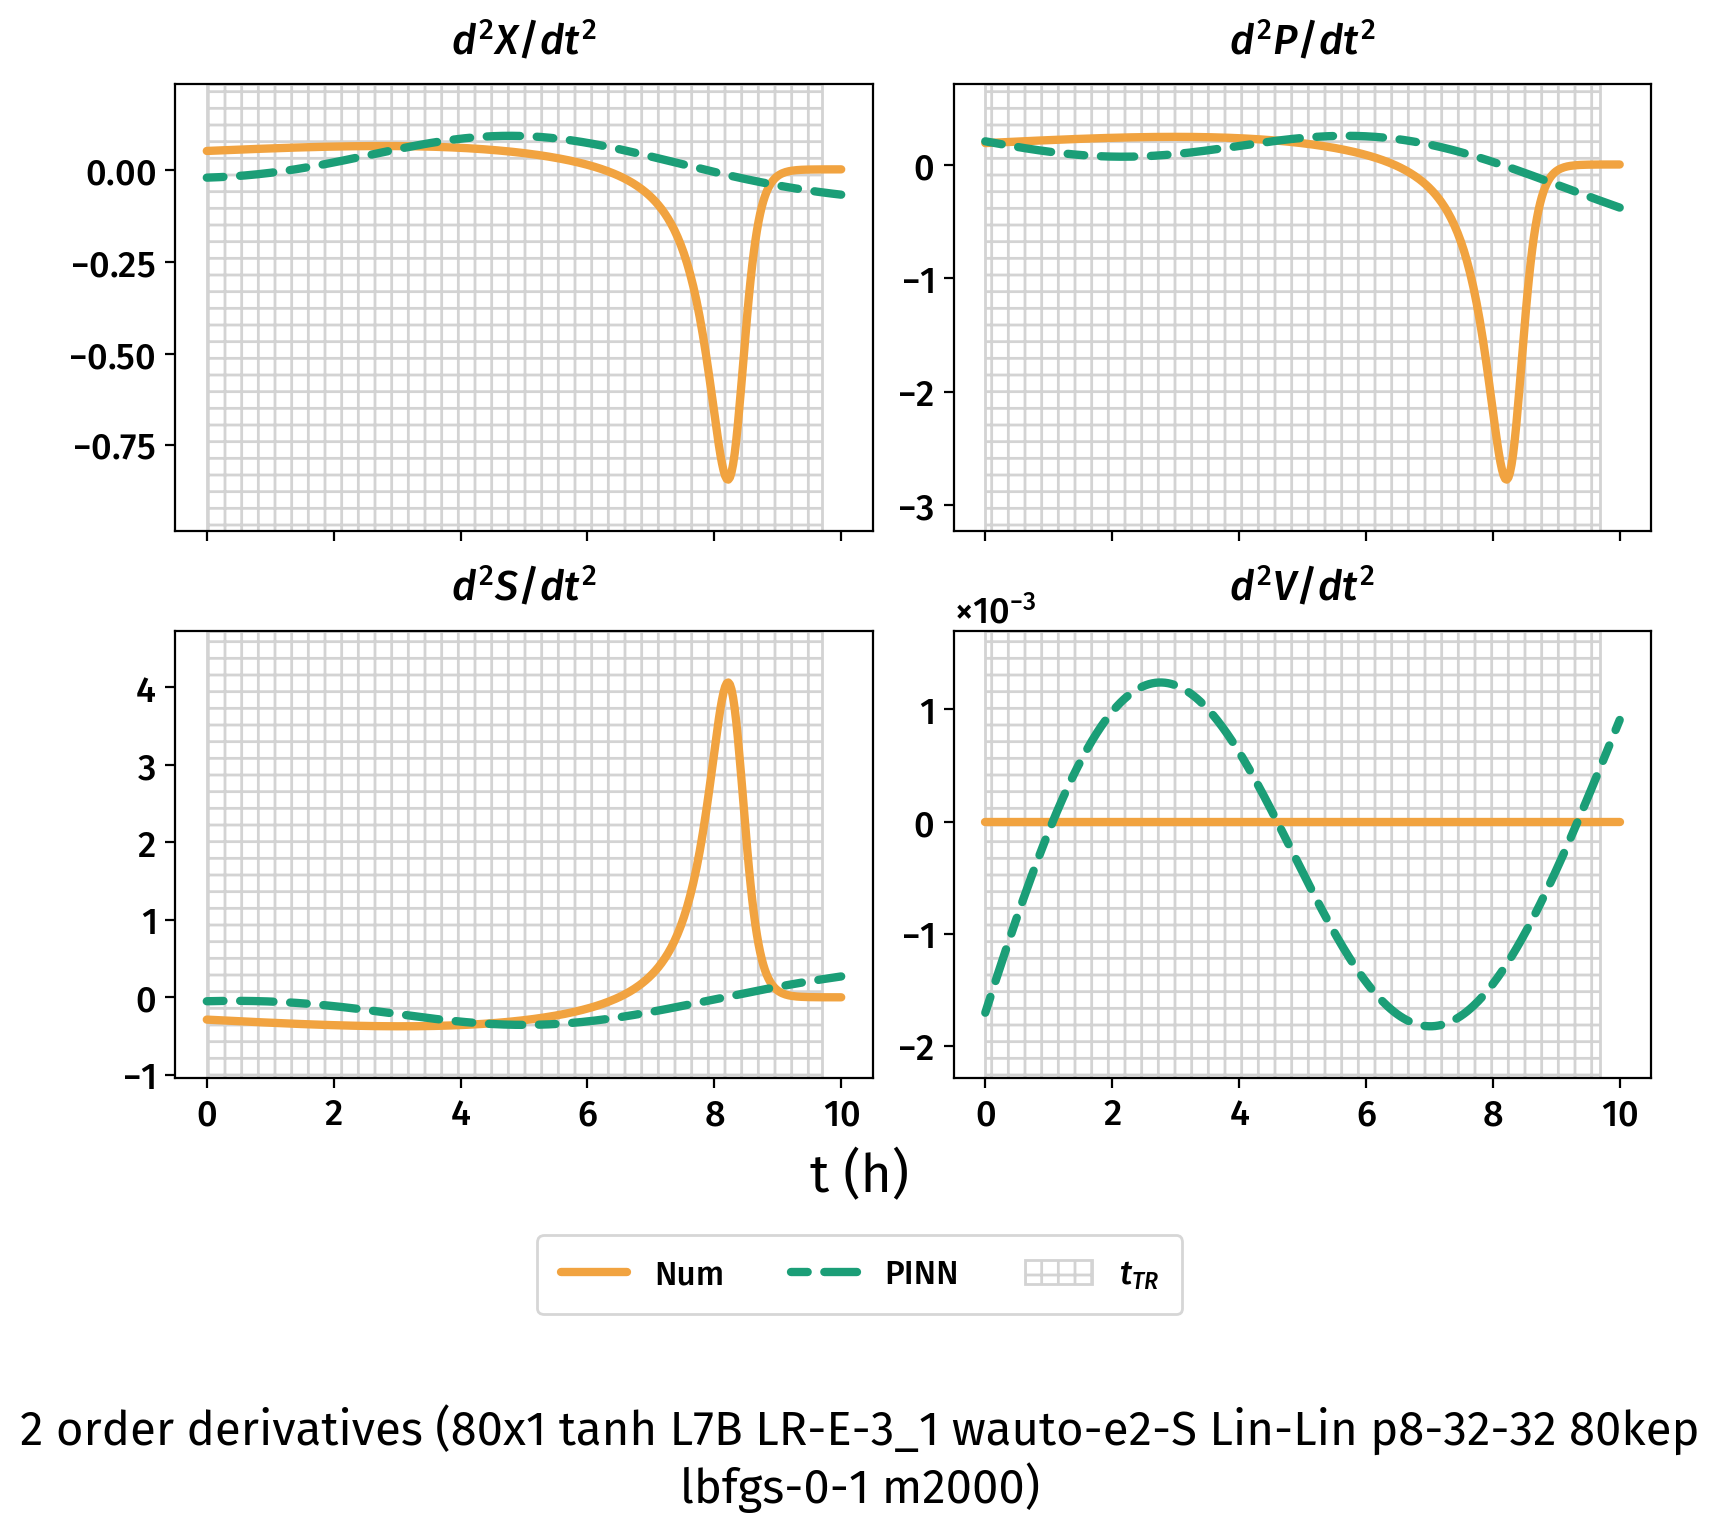 d²X/dt²
d²P/dt²
0.00
−0.25
−0.50
−0.75
0
−1
−2
−3
d²S/dt²
d²V/dt²
×10⁻³
4
3
2
1
0
−1
1
0
−1
−2
0 2 4 6 8 10
0 2 4 6 8 10
t (h)
Num PINN t_TR
2 order derivatives (80x1 tanh L7B LR-E-3_1 wauto-e2-S Lin-Lin p8-32-32 80kep
lbfgs-0-1 m2000)